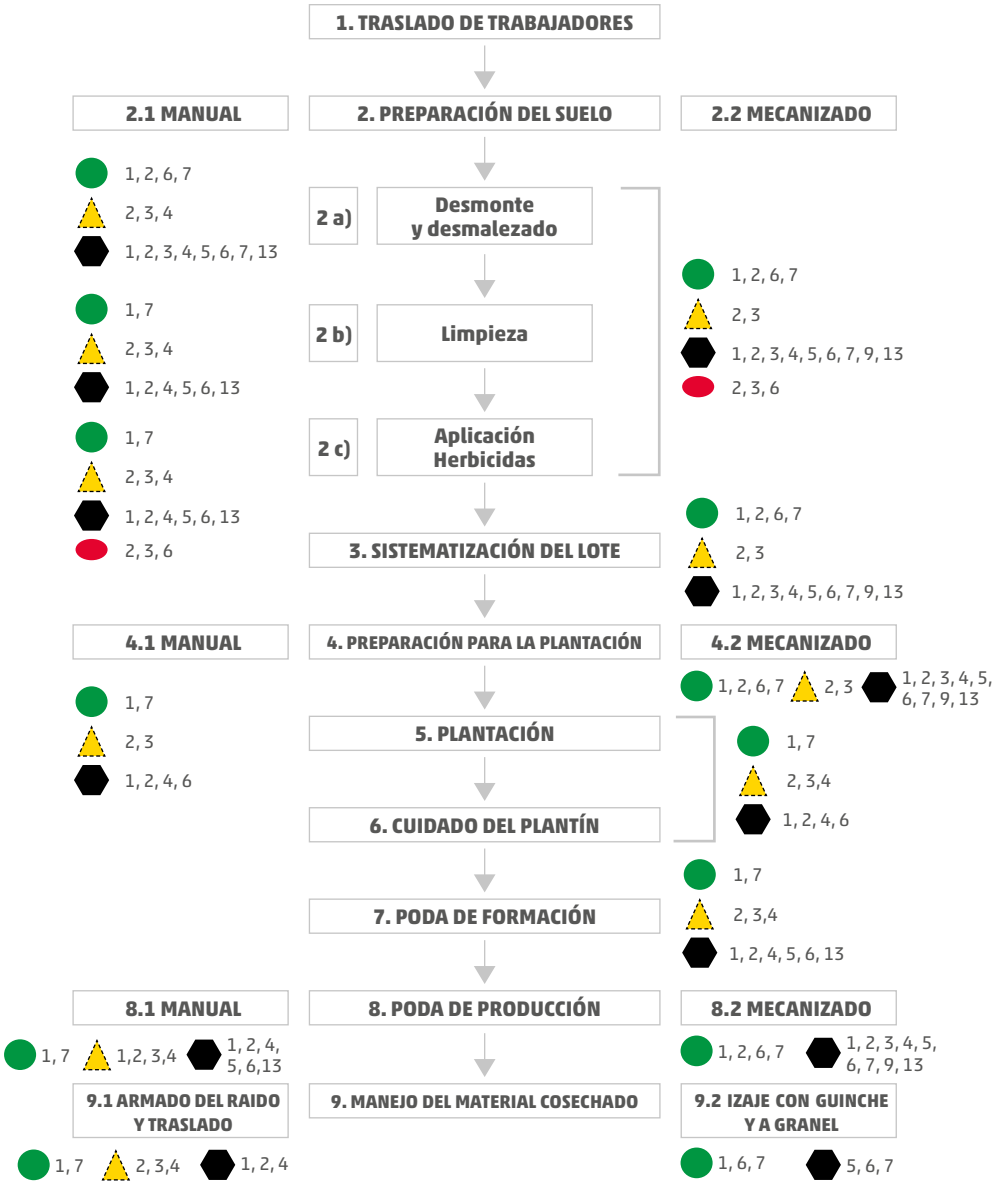 1. TRASLADO DE TRABAJADORES
2.1 MANUAL
2. PREPARACIÓN DEL SUELO
2.2 MECANIZADO
1, 2, 6, 7
2, 3, 4
1, 2, 3, 4, 5, 6, 7, 13
2 a)
Desmonte
y desmalezado
1, 7
2, 3, 4
1, 2, 4, 5, 6, 13
2 b)
Limpieza
1, 2, 6, 7
2, 3
1, 2, 3, 4, 5, 6, 7, 9, 13
2, 3, 6
1, 7
2, 3, 4
1, 2, 4, 5, 6, 13
2, 3, 6
2 c)
Aplicación
Herbicidas
3. SISTEMATIZACIÓN DEL LOTE
1, 2, 6, 7
2, 3
1, 2, 3, 4, 5, 6, 7, 9, 13
4.1 MANUAL
4. PREPARACIÓN PARA LA PLANTACIÓN
4.2 MECANIZADO
1, 2, 6, 7
2, 3
1, 2, 3, 4, 5,
6, 7, 9, 13
1, 7
2, 3
1, 2, 4, 6
5. PLANTACIÓN
1, 7
2, 3,4
1, 2, 4, 6
6. CUIDADO DEL PLANTÍN
7. PODA DE FORMACIÓN
1, 7
2, 3,4
1, 2, 4, 5, 6, 13
8.1 MANUAL
8. PODA DE PRODUCCIÓN
8.2 MECANIZADO
1, 7
1,2, 3,4
1, 2, 4,
5, 6,13
1, 2, 6, 7
1, 2, 3, 4, 5,
6, 7, 9, 13
9.1 ARMADO DEL RAIDO
Y TRASLADO
9. MANEJO DEL MATERIAL COSECHADO
9.2 IZAJE CON GUINCHE
Y A GRANEL
1, 7
2, 3,4
1, 2, 4
1, 6, 7
5, 6, 7